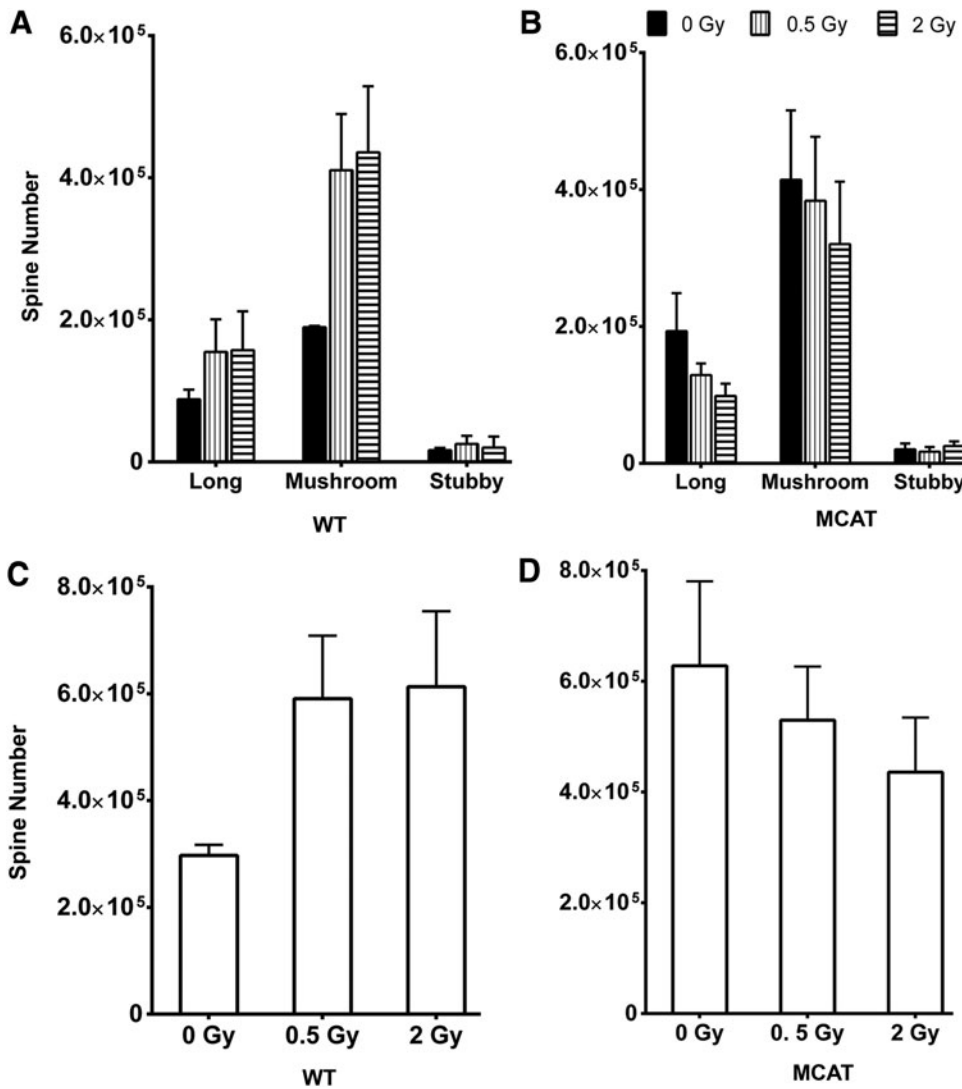 A
Spine Number
6.0×10⁵
4.0×10⁵
2.0×10⁵
0
Long Mushroom Stubby
WT
B
0 Gy 0.5 Gy 2 Gy
6.0×10⁵
4.0×10⁵
2.0×10⁵
0
Long Mushroom Stubby
MCAT
C
Spine Number
8.0×10⁵
6.0×10⁵
4.0×10⁵
2.0×10⁵
0
0 Gy 0.5 Gy 2 Gy
WT
D
8.0×10⁵
6.0×10⁵
4.0×10⁵
2.0×10⁵
0
0 Gy 0. 5 Gy 2 Gy
MCAT